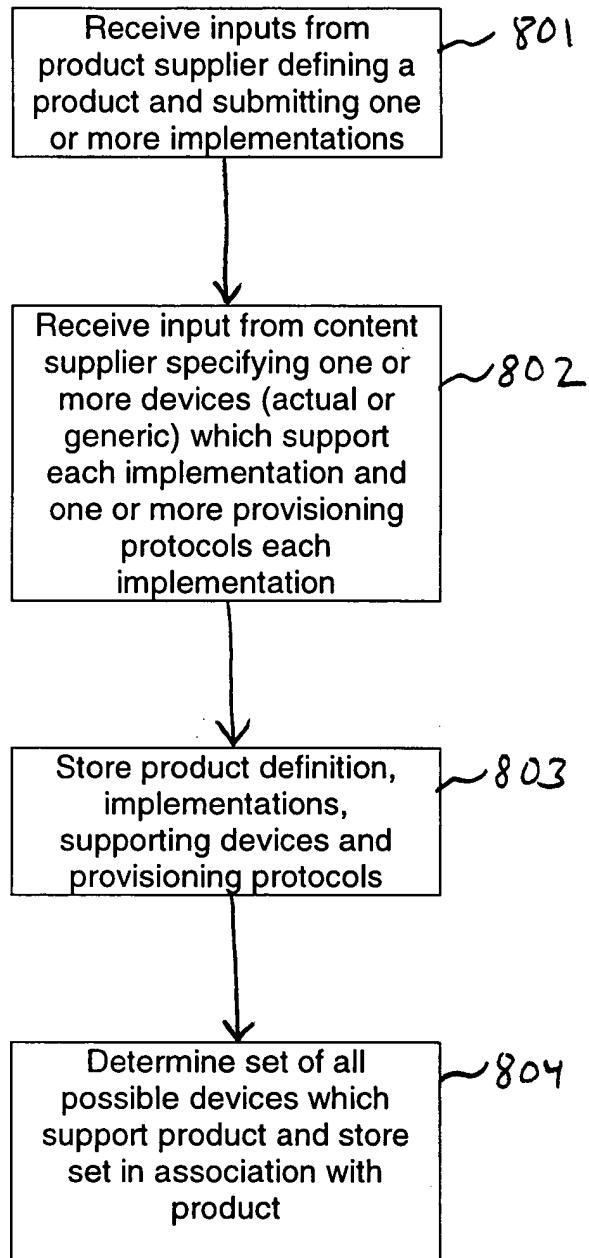 Receive inputs from
product supplier defining a
product and submitting one
or more implementations
801
Receive input from content
supplier specifying one or
more devices (actual or
generic) which support
each implementation and
one or more provisioning
protocols each
implementation
802
Store product definition,
implementations,
supporting devices and
provisioning protocols
803
Determine set of all
possible devices which
support product and store
set in association with
product
804